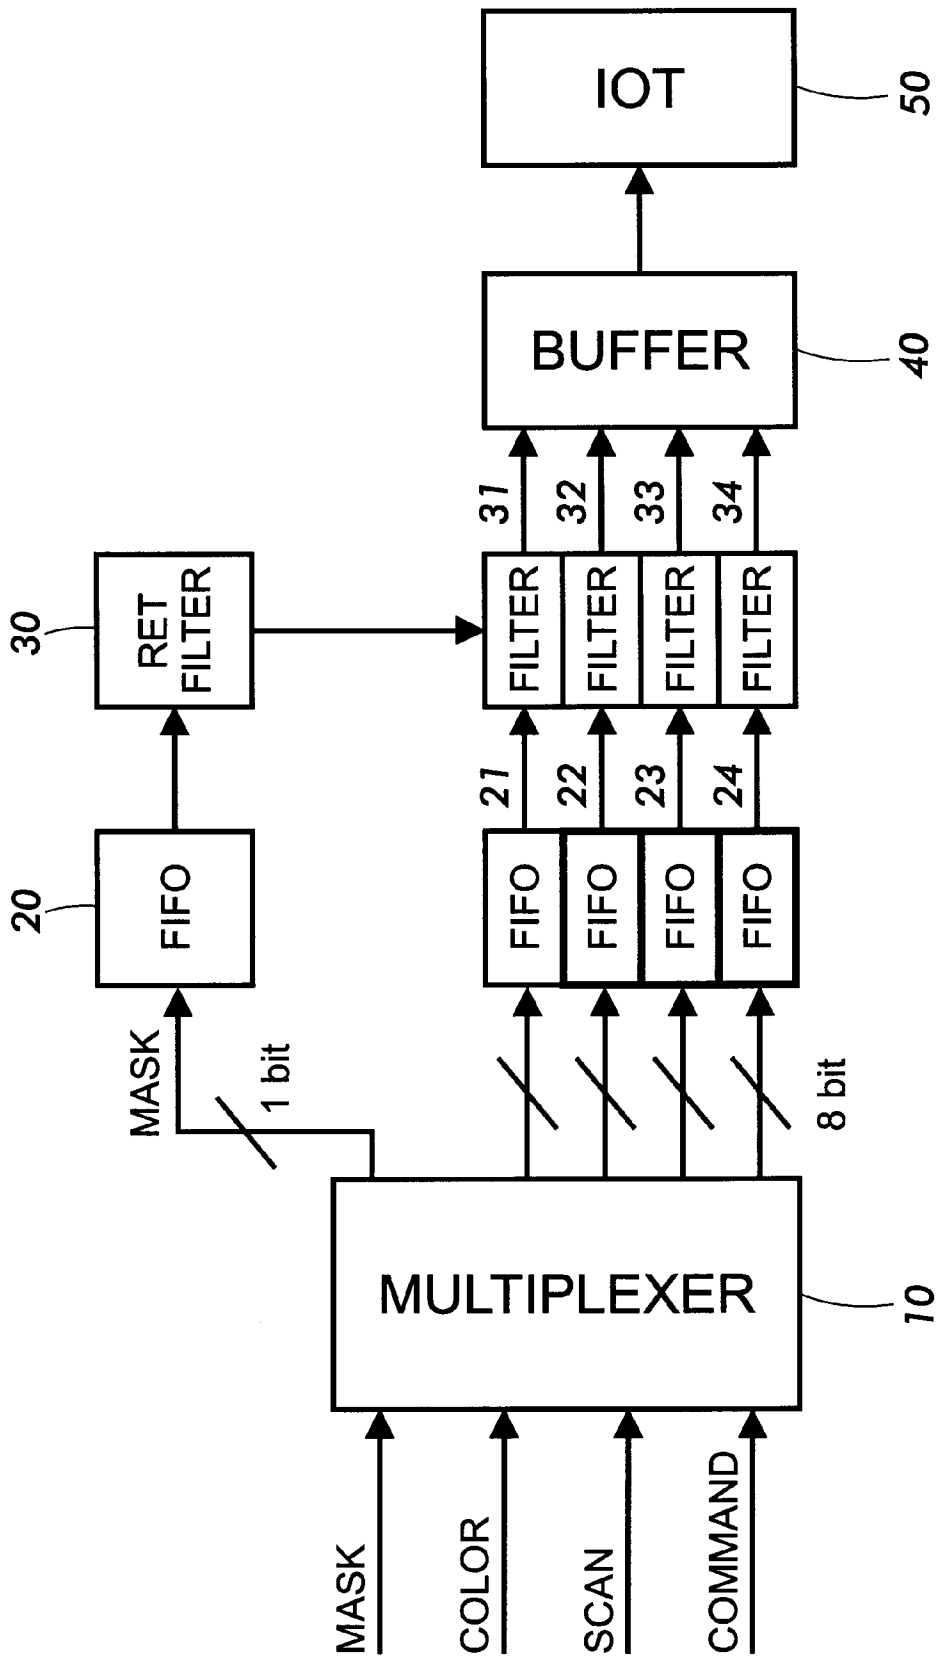 MASK
COLOR
SCAN
COMMAND
MULTIPLEXER
10
MASK
1 bit
8 bit
20
FIFO
FIFO
FIFO
FIFO
FIFO
21
22
23
24
30
RET
FILTER
FILTER
FILTER
FILTER
FILTER
31
32
33
34
BUFFER
40
IOT
50